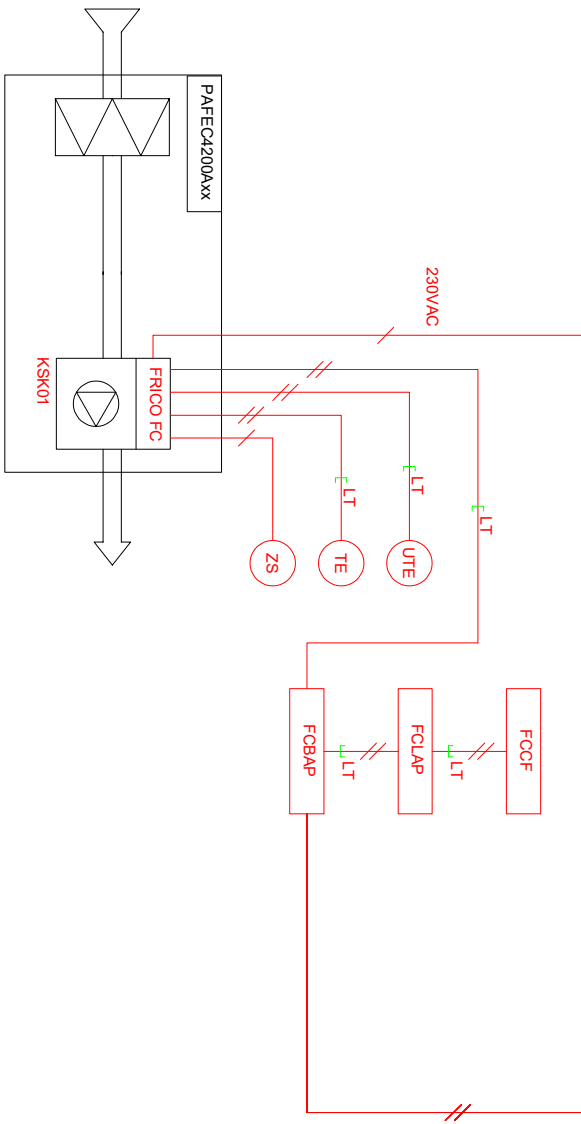 PAFEC4200Axx
230VAC
FRICO FC
KSK01
LT
LT
LT
UTE
TE
ZS
FCCF
FCLAP
FCBAP
LT
LT